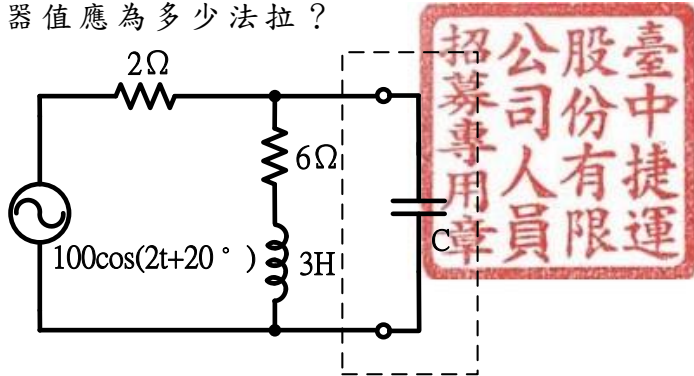 器值應為多少法拉？
2Ω
6Ω
100cos(2t+20°)
3H
C
臺中捷運
股份有限
公司人員
招募專用章